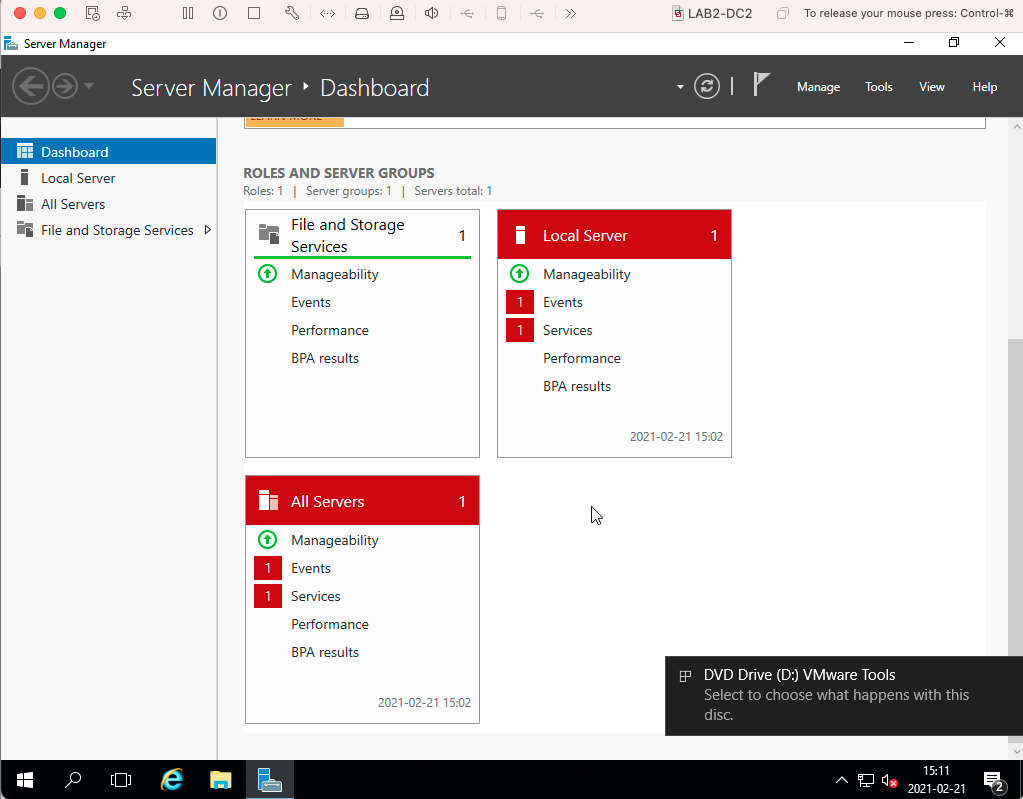 LAB2-DC2
To release your mouse press: Control-⌘
Server Manager
Server Manager ‣ Dashboard
Manage
Tools
View
Help
Dashboard
Local Server
All Servers
File and Storage Services
LEARN MORE
ROLES AND SERVER GROUPS
Roles: 1 | Server groups: 1 | Servers total: 1
File and Storage
Services
1
Manageability
Events
Performance
BPA results
Local Server
1
Manageability
1 Events
1 Services
Performance
BPA results
2021-02-21 15:02
All Servers
1
Manageability
1 Events
1 Services
Performance
BPA results
2021-02-21 15:02
DVD Drive (D:) VMware Tools
Select to choose what happens with this
disc.
15:11
2021-02-21
2